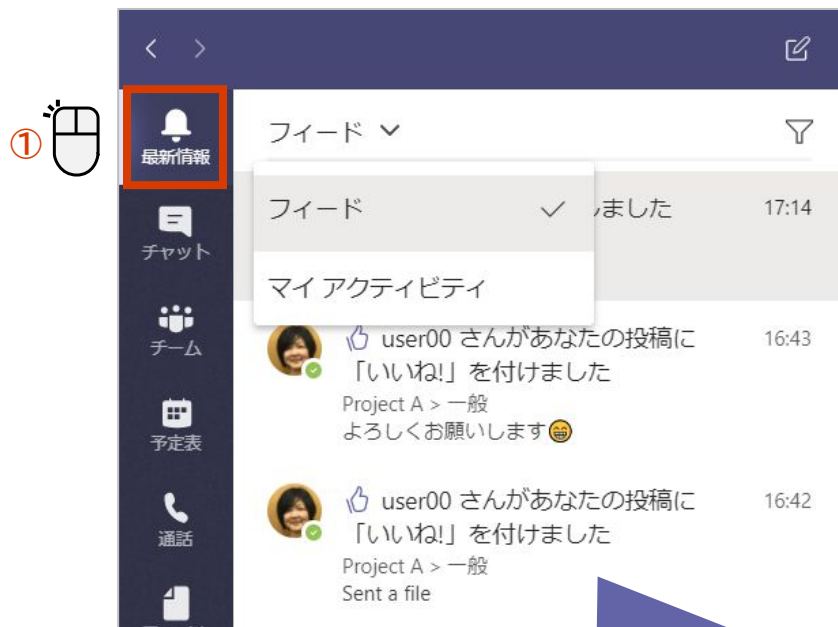 ①
最新情報
チャット
チーム
予定表
通話
フィード
フィード
しました 17:14
マイ アクティビティ
user00 さんがあなたの投稿に 16:43
「いいね!」を付けました
Project A > 一般
よろしくお願いします😁
user00 さんがあなたの投稿に 16:42
「いいね!」を付けました
Project A > 一般
Sent a file